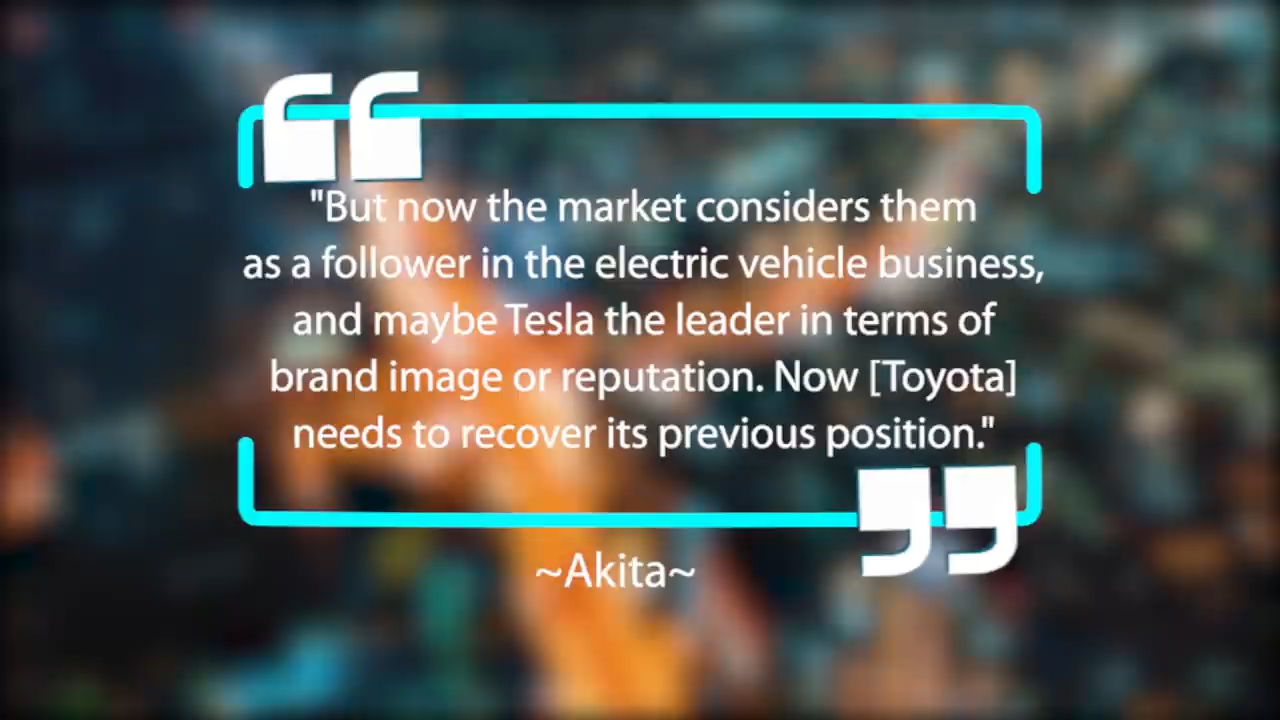 "But now the market considers them
as a follower in the electric vehicle business,
and maybe Tesla the leader in terms of
brand image or reputation. Now [Toyota]
needs to recover its previous position."
~Akita~